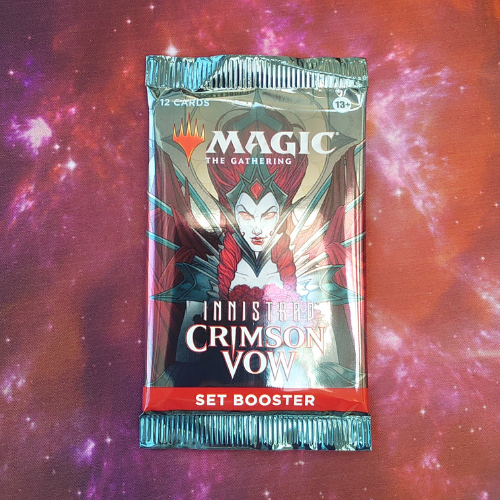 12 CARDS
13+
MAGIC
THE GATHERING
INNISTRAD
CRIMSON
VOW
SET BOOSTER